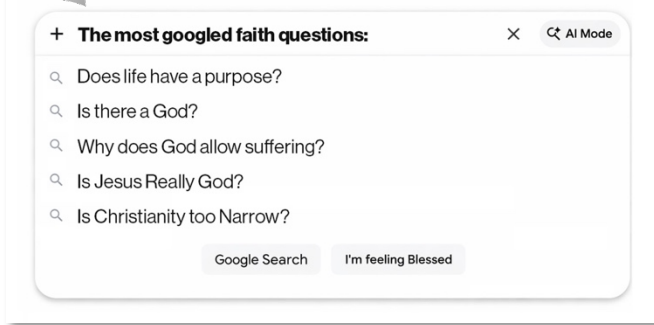 The most googled faith questions:
AI Mode
Does life have a purpose?
Is there a God?
Why does God allow suffering?
Is Jesus Really God?
Is Christianity too Narrow?
Google Search
I'm feeling Blessed